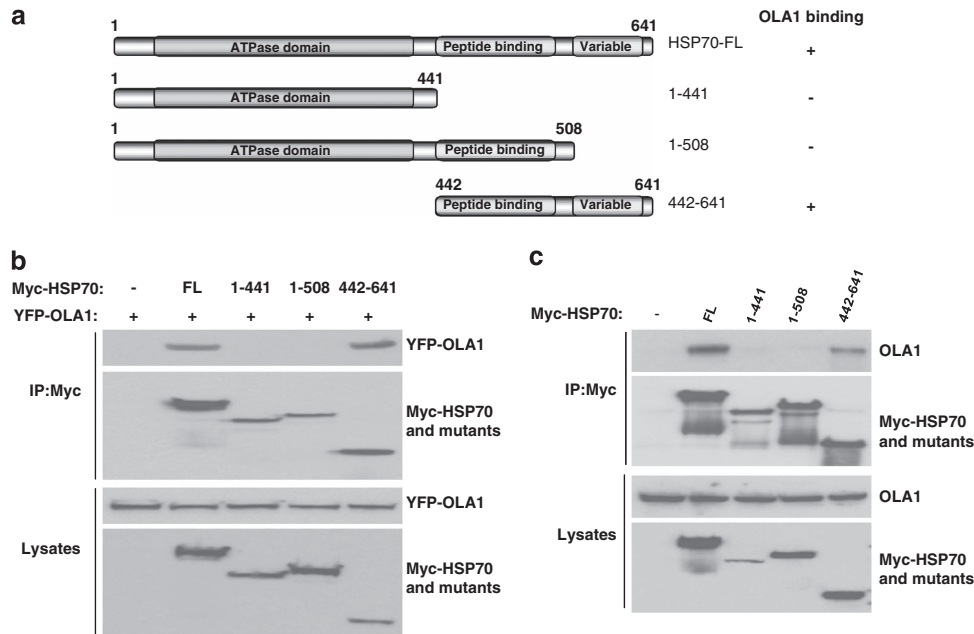 a
OLA1 binding
1 641
ATPase domain Peptide binding Variable HSP70-FL +
1 441
ATPase domain 1-441 -
1 508
ATPase domain Peptide binding 1-508 -
442 641
Peptide binding Variable 442-641 +
b
Myc-HSP70: - FL 1-441 1-508 442-641
YFP-OLA1: + + + + +
IP:Myc
YFP-OLA1
Myc-HSP70
and mutants
Lysates
YFP-OLA1
Myc-HSP70
and mutants
c
Myc-HSP70: - FL 1-441 1-508 442-641
IP:Myc
OLA1
Myc-HSP70
and mutants
Lysates
OLA1
Myc-HSP70
and mutants